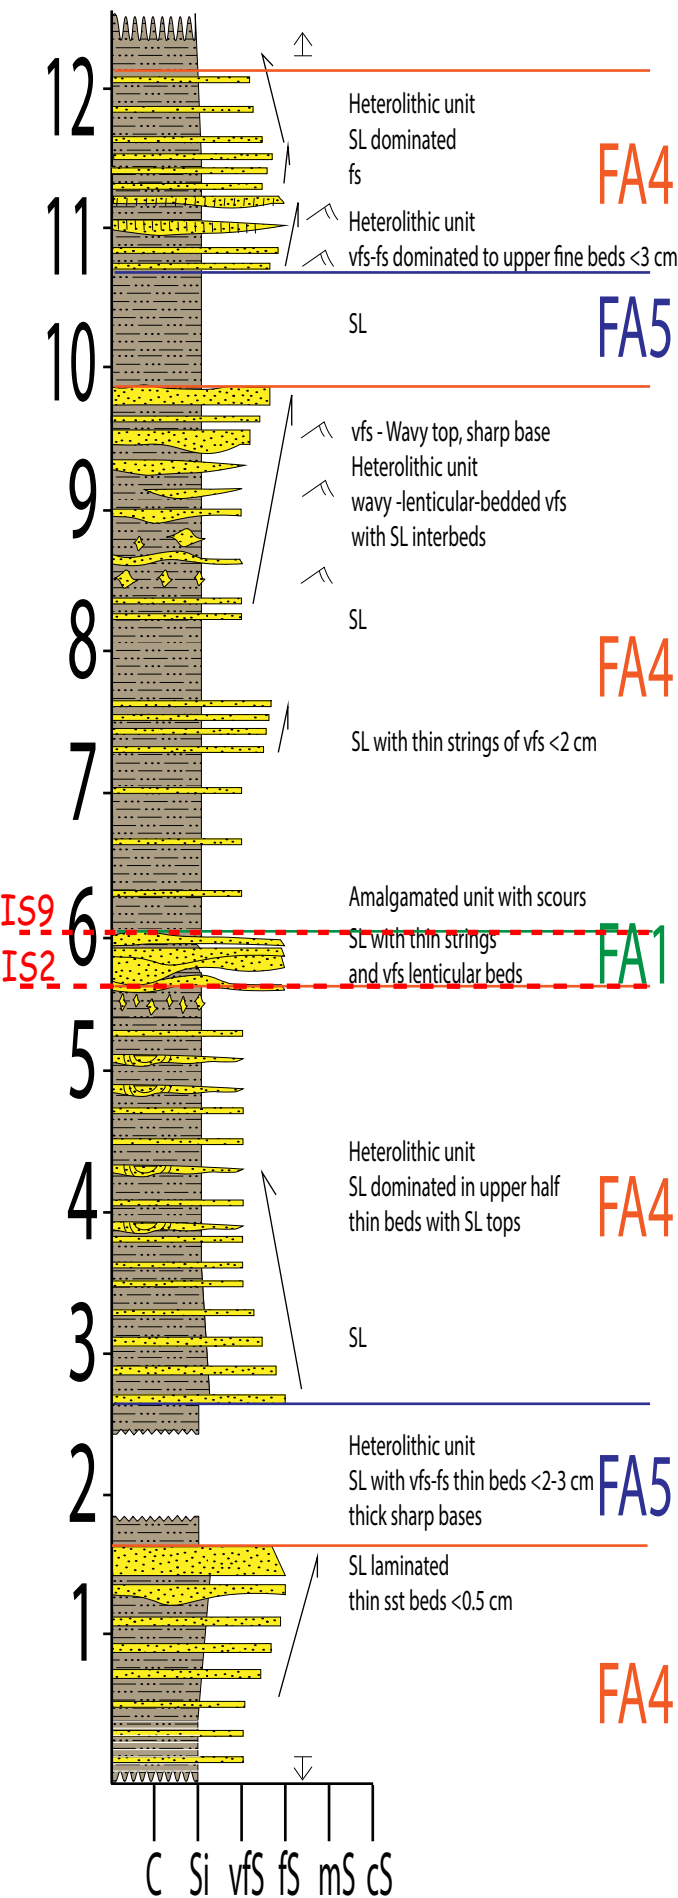 12
Heterolithic unit
SL dominated
fs
FA4
11
Heterolithic unit
vfs-fs dominated to upper fine beds <3 cm
SL
FA5
10
vfs - Wavy top, sharp base
Heterolithic unit
wavy -lenticular-bedded vfs
with SL interbeds
9
SL
8
FA4
SL with thin strings of vfs <2 cm
7
Amalgamated unit with scours
IS9
6
SL with thin strings
and vfs lenticular beds
FA1
IS2
5
Heterolithic unit
SL dominated in upper half
thin beds with SL tops
4
FA4
SL
3
Heterolithic unit
SL with vfs-fs thin beds <2-3 cm
thick sharp bases
FA5
2
SL laminated
thin sst beds <0.5 cm
1
FA4
C Si vfS fS mS cS